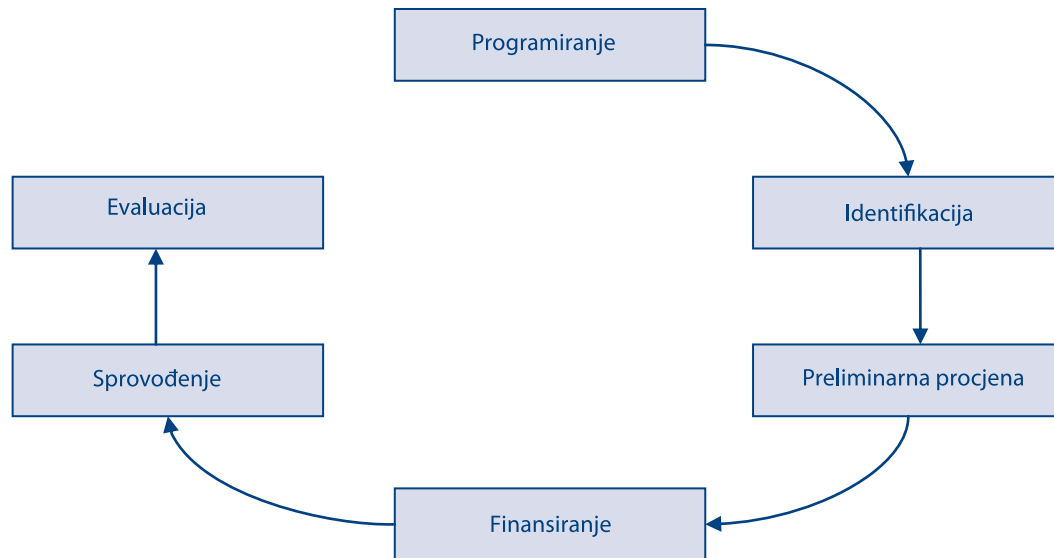 Programiranje
Identifikacija
Preliminarna procjena
Finansiranje
Sprovođenje
Evaluacija